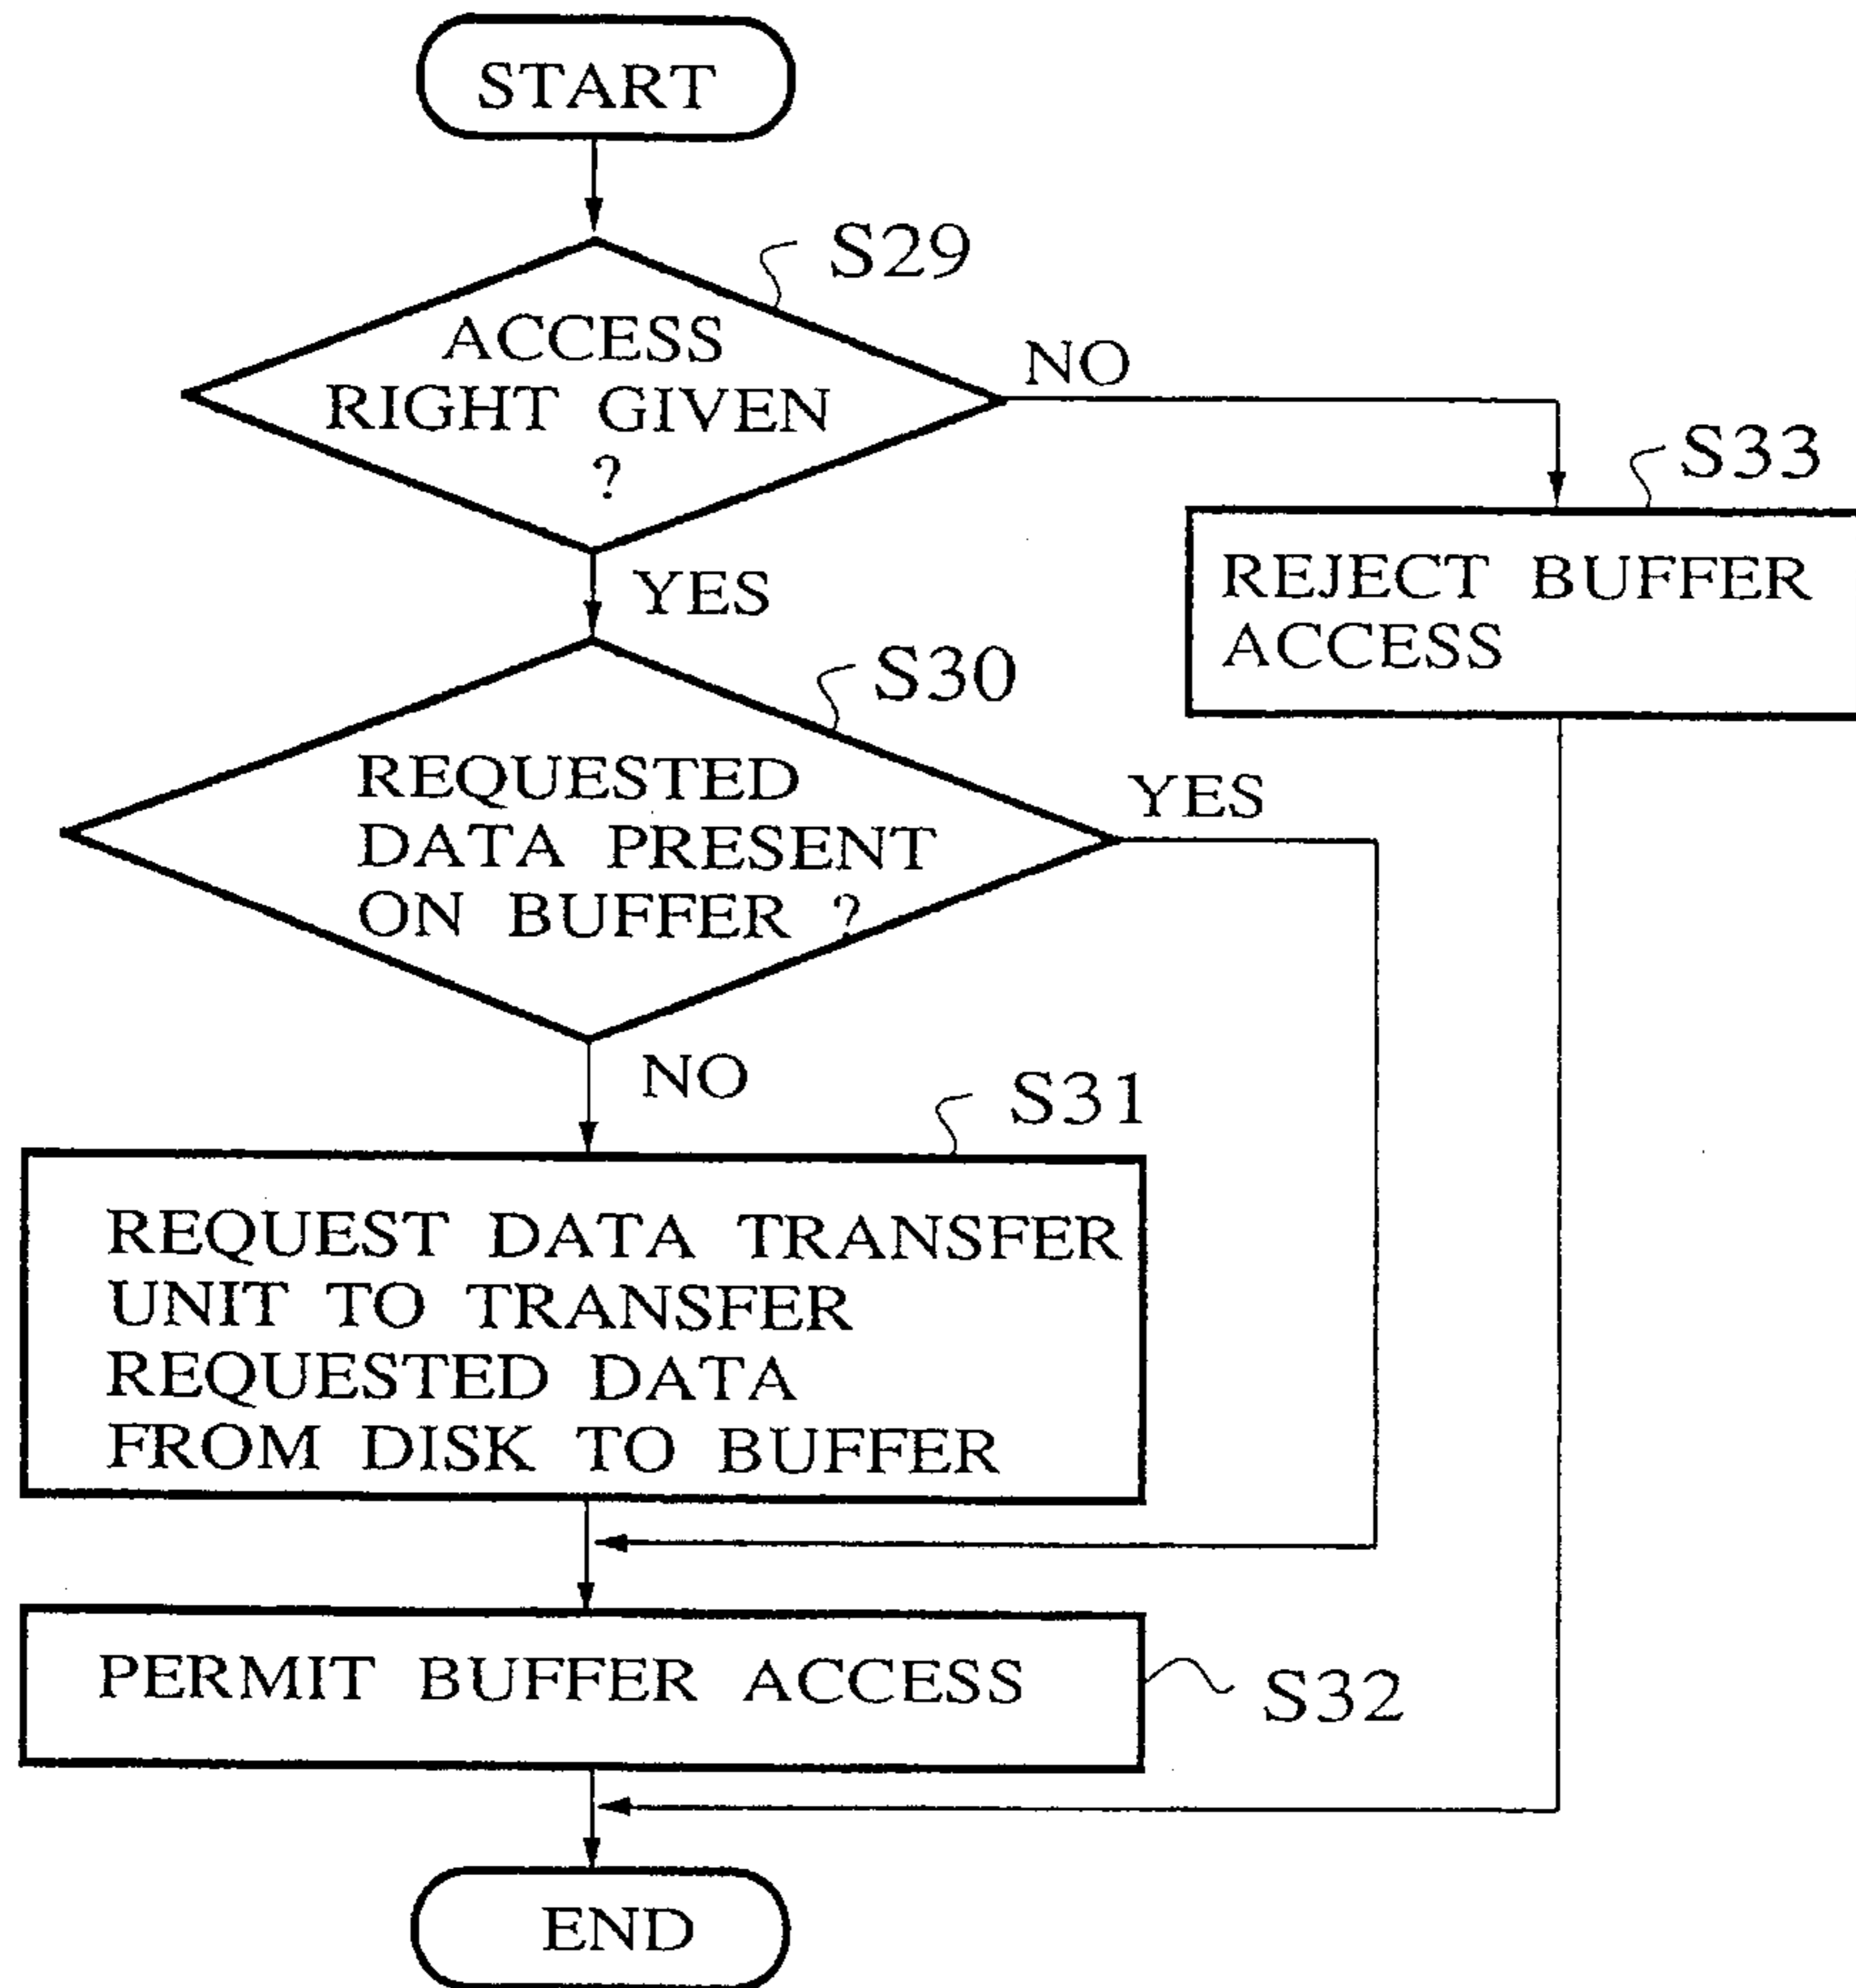 START
S29
ACCESS
RIGHT GIVEN
?
NO
YES
S33
REJECT BUFFER
ACCESS
S30
REQUESTED
DATA PRESENT
ON BUFFER ?
YES
NO
S31
REQUEST DATA TRANSFER
UNIT TO TRANSFER
REQUESTED DATA
FROM DISK TO BUFFER
PERMIT BUFFER ACCESS
S32
END